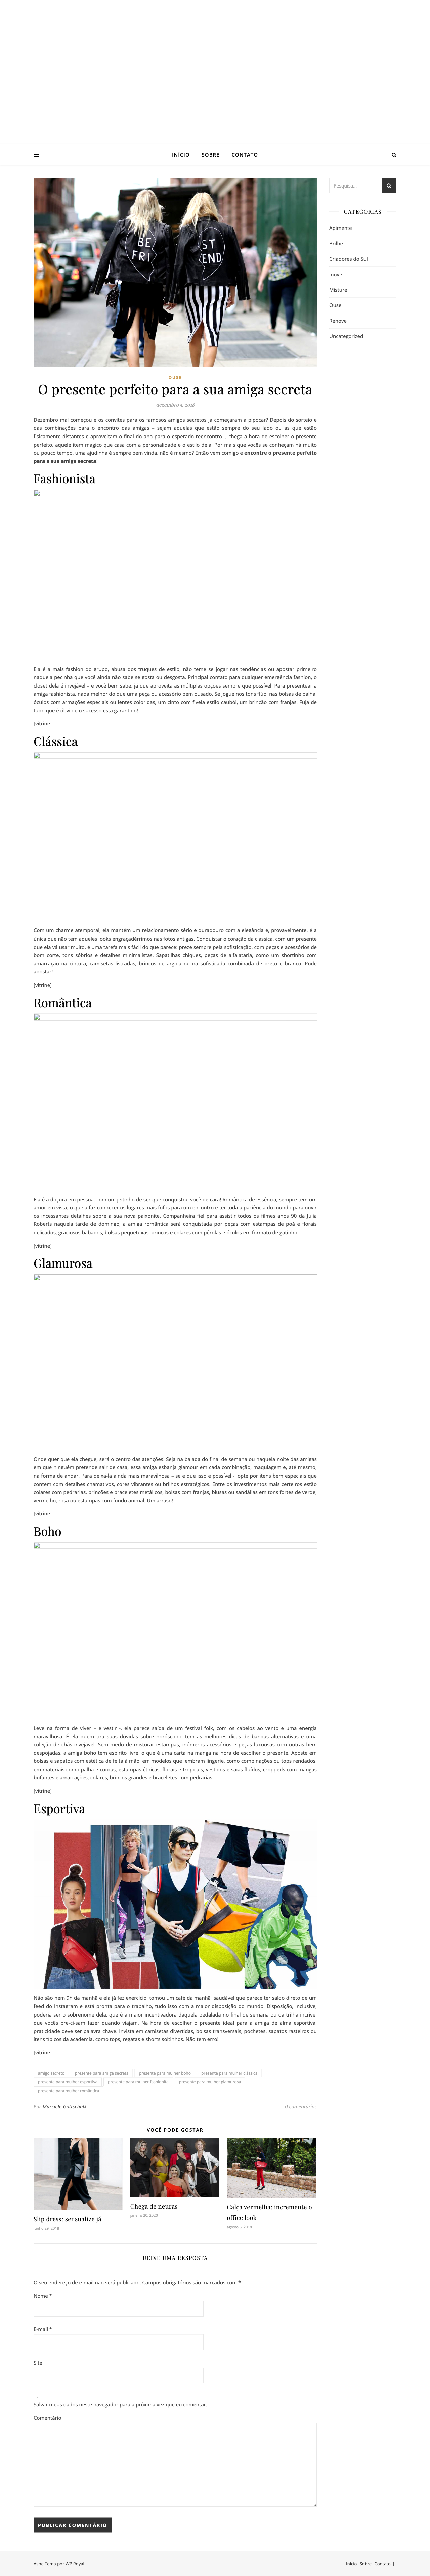 INÍCIO SOBRE CONTATO
BE FRI
ST END
OUSE
O presente perfeito para a sua amiga secreta
dezembro 5, 2018
Dezembro mal começou e os convites para os famosos amigos secretos já começaram a pipocar? Depois do sorteio e das combinações para o encontro das amigas – sejam aquelas que estão sempre do seu lado ou as que estão fisicamente distantes e aproveitam o final do ano para o esperado reencontro -, chega a hora de escolher o presente perfeito, aquele item mágico que casa com a personalidade e o estilo dela. Por mais que vocês se conheçam há muito ou pouco tempo, uma ajudinha é sempre bem vinda, não é mesmo? Então vem comigo e encontre o presente perfeito para a sua amiga secreta!
Fashionista
Ela é a mais fashion do grupo, abusa dos truques de estilo, não teme se jogar nas tendências ou apostar primeiro naquela pecinha que você ainda não sabe se gosta ou desgosta. Principal contato para qualquer emergência fashion, o closet dela é invejável – e você bem sabe, já que aproveita as múltiplas opções sempre que possível. Para presentear a amiga fashionista, nada melhor do que uma peça ou acessório bem ousado. Se jogue nos tons flúo, nas bolsas de palha, óculos com armações especiais ou lentes coloridas, um cinto com fivela estilo caubói, um brincão com franjas. Fuja de tudo que é óbvio e o sucesso está garantido!
[vitrine]
Clássica
Com um charme atemporal, ela mantém um relacionamento sério e duradouro com a elegância e, provavelmente, é a única que não tem aqueles looks engraçadérrimos nas fotos antigas. Conquistar o coração da clássica, com um presente que ela vá usar muito, é uma tarefa mais fácil do que parece: preze sempre pela sofisticação, com peças e acessórios de bom corte, tons sóbrios e detalhes minimalistas. Sapatilhas chiques, peças de alfaiataria, como um shortinho com amarração na cintura, camisetas listradas, brincos de argola ou na sofisticada combinada de preto e branco. Pode apostar!
[vitrine]
Romântica
Ela é a doçura em pessoa, com um jeitinho de ser que conquistou você de cara! Romântica de essência, sempre tem um amor em vista, o que a faz conhecer os lugares mais fofos para um encontro e ter toda a paciência do mundo para ouvir os incessantes detalhes sobre a sua nova paixonite. Companheira fiel para assistir todos os filmes anos 90 da Julia Roberts naquela tarde de domingo, a amiga romântica será conquistada por peças com estampas de poá e florais delicados, graciosos babados, bolsas pequetuxas, brincos e colares com pérolas e óculos em formato de gatinho.
[vitrine]
Glamurosa
Onde quer que ela chegue, será o centro das atenções! Seja na balada do final de semana ou naquela noite das amigas em que ninguém pretende sair de casa, essa amiga esbanja glamour em cada combinação, maquiagem e, até mesmo, na forma de andar! Para deixá-la ainda mais maravilhosa – se é que isso é possível -, opte por itens bem especiais que contem com detalhes chamativos, cores vibrantes ou brilhos estratégicos. Entre os investimentos mais certeiros estão colares com pedrarias, brincões e braceletes metálicos, bolsas com franjas, blusas ou sandálias em tons fortes de verde, vermelho, rosa ou estampas com fundo animal. Um arraso!
[vitrine]
Boho
Leve na forma de viver – e vestir -, ela parece saída de um festival folk, com os cabelos ao vento e uma energia maravilhosa. É ela quem tira suas dúvidas sobre horóscopo, tem as melhores dicas de bandas alternativas e uma coleção de chás invejável. Sem medo de misturar estampas, inúmeros acessórios e peças luxuosas com outras bem despojadas, a amiga boho tem espírito livre, o que é uma carta na manga na hora de escolher o presente. Aposte em bolsas e sapatos com estética de feita à mão, em modelos que lembram lingerie, como combinações ou tops rendados, em materiais como palha e cordas, estampas étnicas, florais e tropicais, vestidos e saias fluídos, croppeds com mangas bufantes e amarrações, colares, brincos grandes e braceletes com pedrarias.
[vitrine]
Esportiva
Não são nem 9h da manhã e ela já fez exercício, tomou um café da manhã saudável que parece ter saído direto de um feed do Instagram e está pronta para o trabalho, tudo isso com a maior disposição do mundo. Disposição, inclusive, poderia ser o sobrenome dela, que é a maior incentivadora daquela pedalada no final de semana ou da trilha incrível que vocês pre-ci-sam fazer quando viajam. Na hora de escolher o presente ideal para a amiga de alma esportiva, praticidade deve ser palavra chave. Invista em camisetas divertidas, bolsas transversais, pochetes, sapatos rasteiros ou itens típicos da academia, como tops, regatas e shorts soltinhos. Não tem erro!
[vitrine]
amigo secreto presente para amiga secreta presente para mulher boho presente para mulher clássica
presente para mulher esportiva presente para mulher fashionita presente para mulher glamurosa
presente para mulher romântica
Por Marciele Gottschalk 0 comentários
VOCÊ PODE GOSTAR
Slip dress: sensualize já
junho 29, 2018
Chega de neuras
janeiro 20, 2020
Calça vermelha: incremente o office look
agosto 6, 2018
DEIXE UMA RESPOSTA
O seu endereço de e-mail não será publicado. Campos obrigatórios são marcados com *
Nome *
E-mail *
Site
Salvar meus dados neste navegador para a próxima vez que eu comentar.
Comentário
PUBLICAR COMENTÁRIO
Pesquisa...
CATEGORIAS
Apimente
Brilhe
Criadores do Sul
Inove
Misture
Ouse
Renove
Uncategorized
Ashe Tema por WP Royal.
Início Sobre Contato |